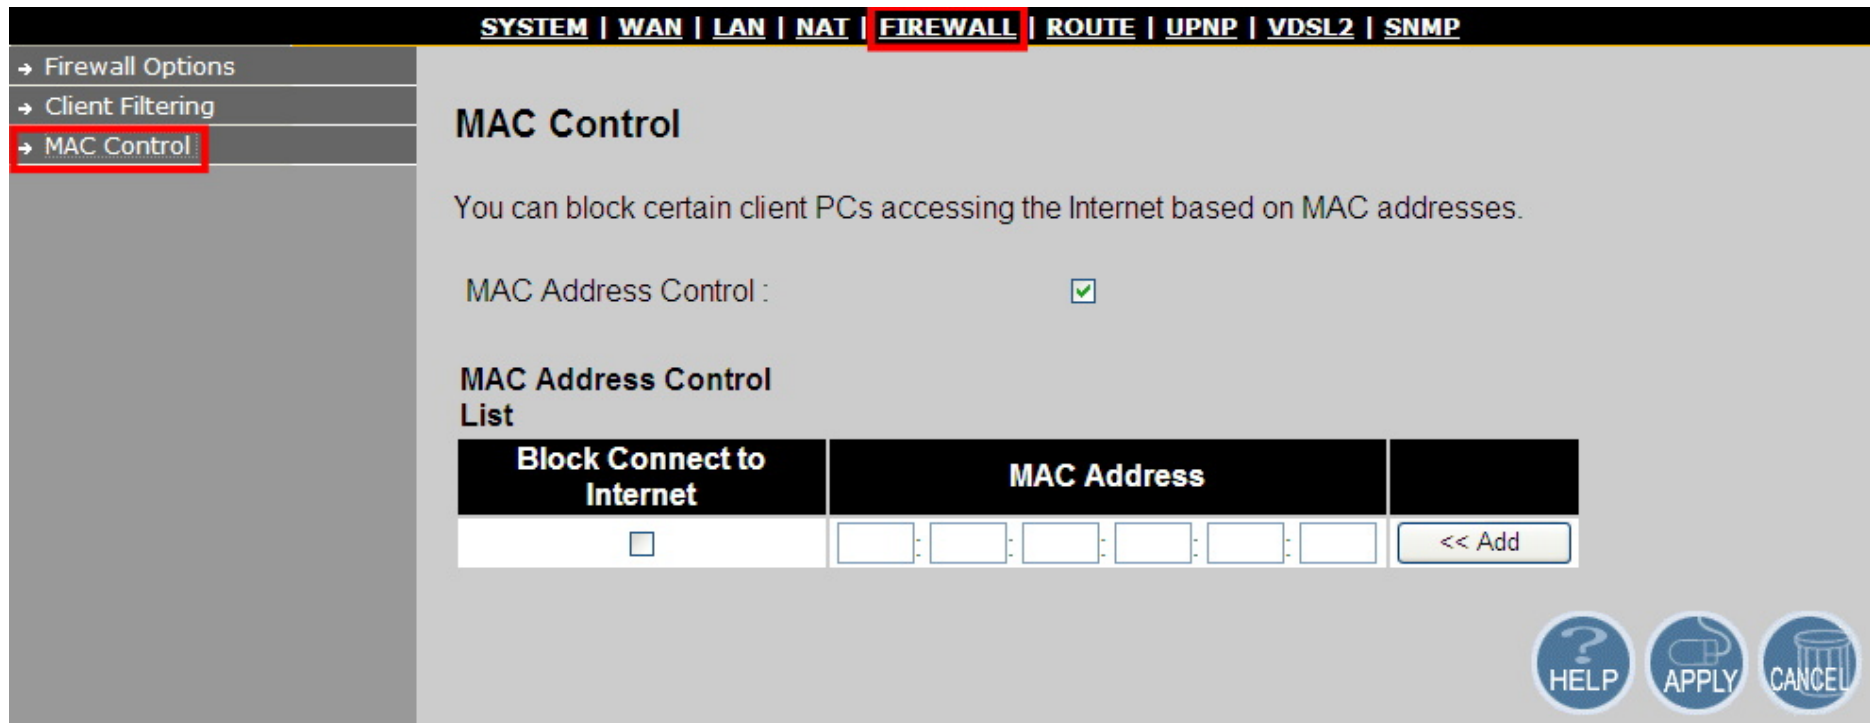 SYSTEM | WAN | LAN | NAT | FIREWALL | ROUTE | UPNP | VDSL2 | SNMP
Firewall Options
Client Filtering
MAC Control
MAC Control
You can block certain client PCs accessing the Internet based on MAC addresses.
MAC Address Control :
MAC Address Control
List
Block Connect to
Internet
MAC Address
: : : : :
<< Add
HELP
APPLY
CANCEL